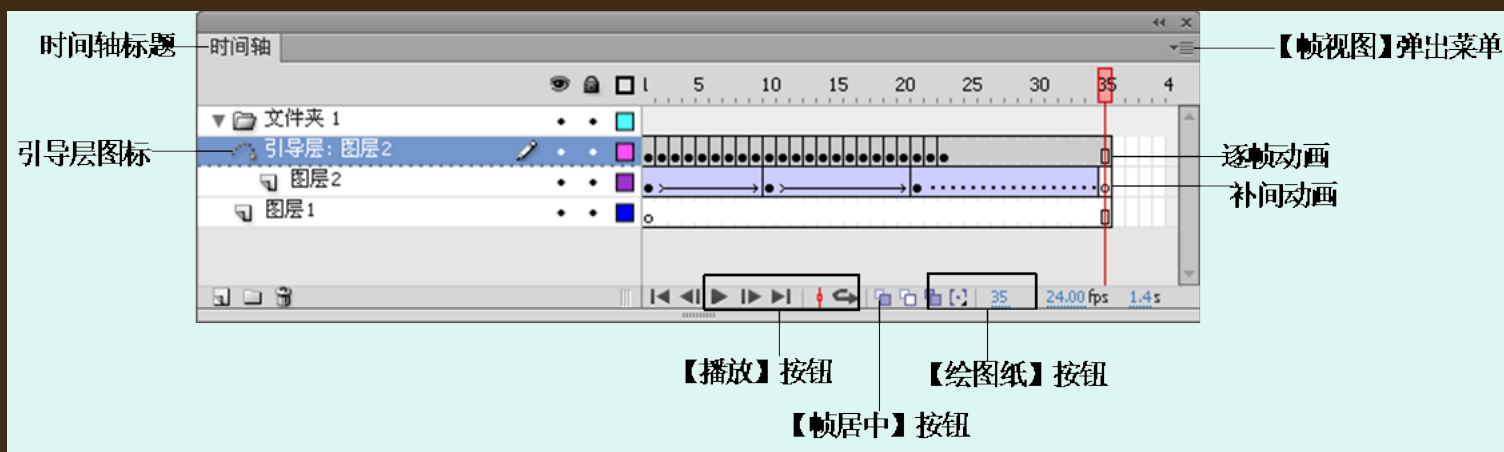 时间轴标题
时间轴
【帧视图】弹出菜单
1 5 10 15 20 25 30 35 4
文件夹 1
引导层图标
引导层: 图层2
逐帧动画
图层2
补间动画
图层1
35 24.00 fps 1.4 s
【播放】按钮
【绘图纸】按钮
【帧居中】按钮